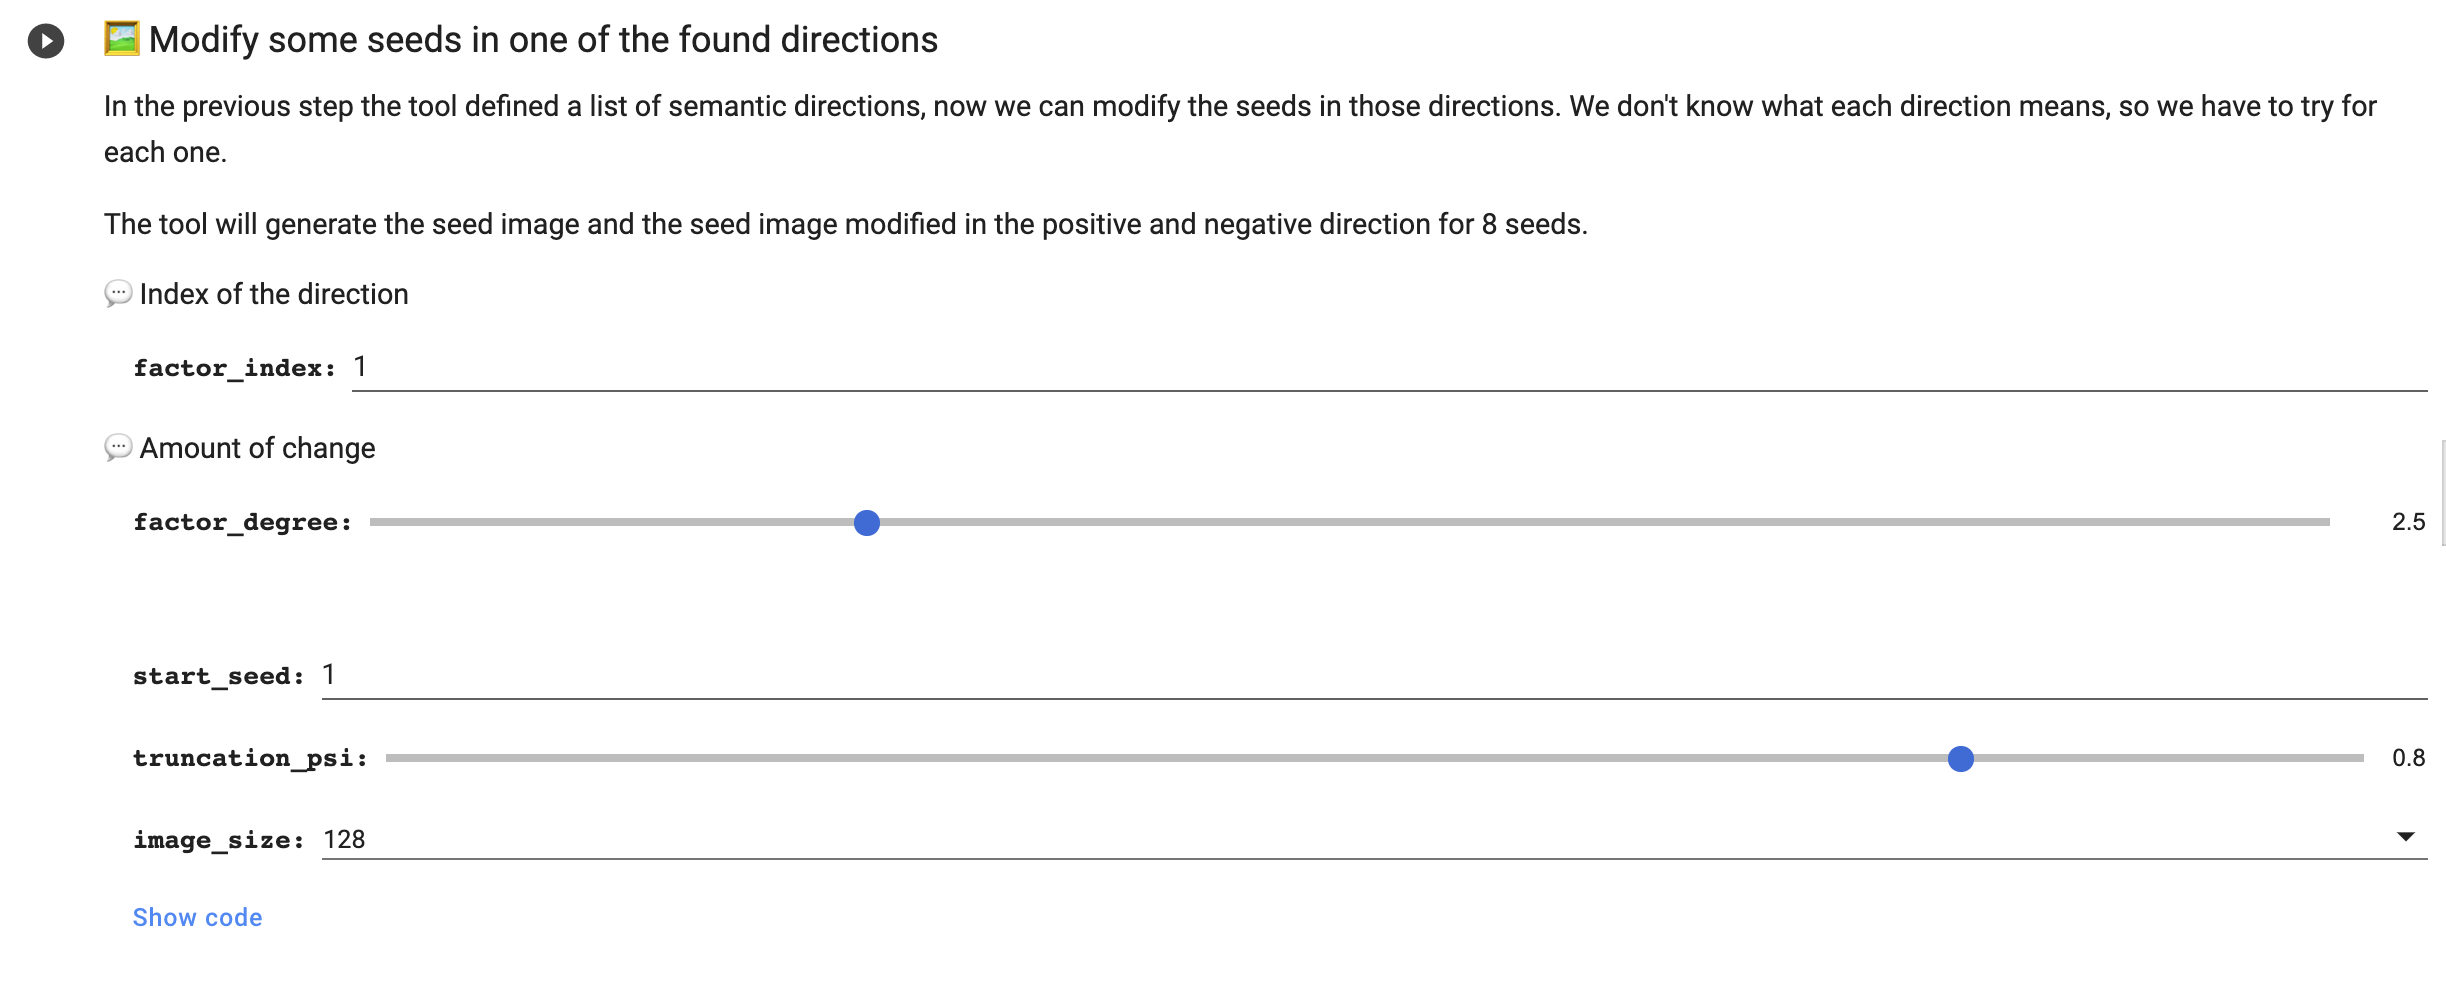 🖼️ Modify some seeds in one of the found directions
In the previous step the tool defined a list of semantic directions, now we can modify the seeds in those directions. We don't know what each direction means, so we have to try for
each one.
The tool will generate the seed image and the seed image modified in the positive and negative direction for 8 seeds.
💬 Index of the direction
factor_index: 1
💬 Amount of change
factor_degree: 2.5
start_seed: 1
truncation_psi: 0.8
image_size: 128
Show code